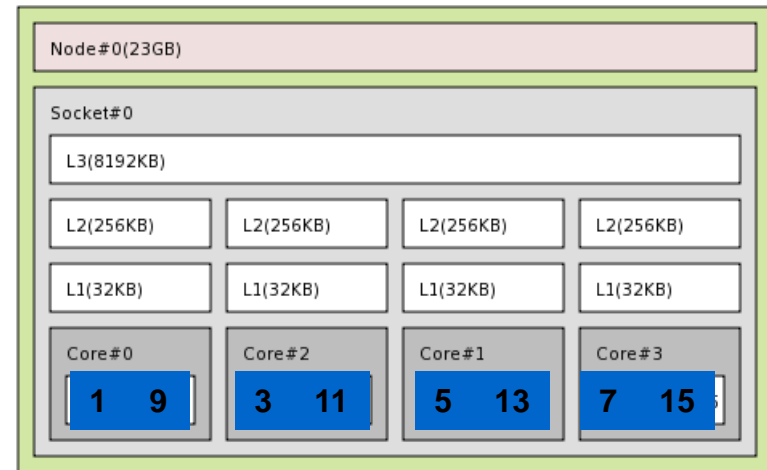 Node#0(23GB)
Socket#0
L3(8192KB)
L2(256KB) L2(256KB) L2(256KB) L2(256KB)
L1(32KB) L1(32KB) L1(32KB) L1(32KB)
Core#0 Core#2 Core#1 Core#3
1 9 3 11 5 13 7 15